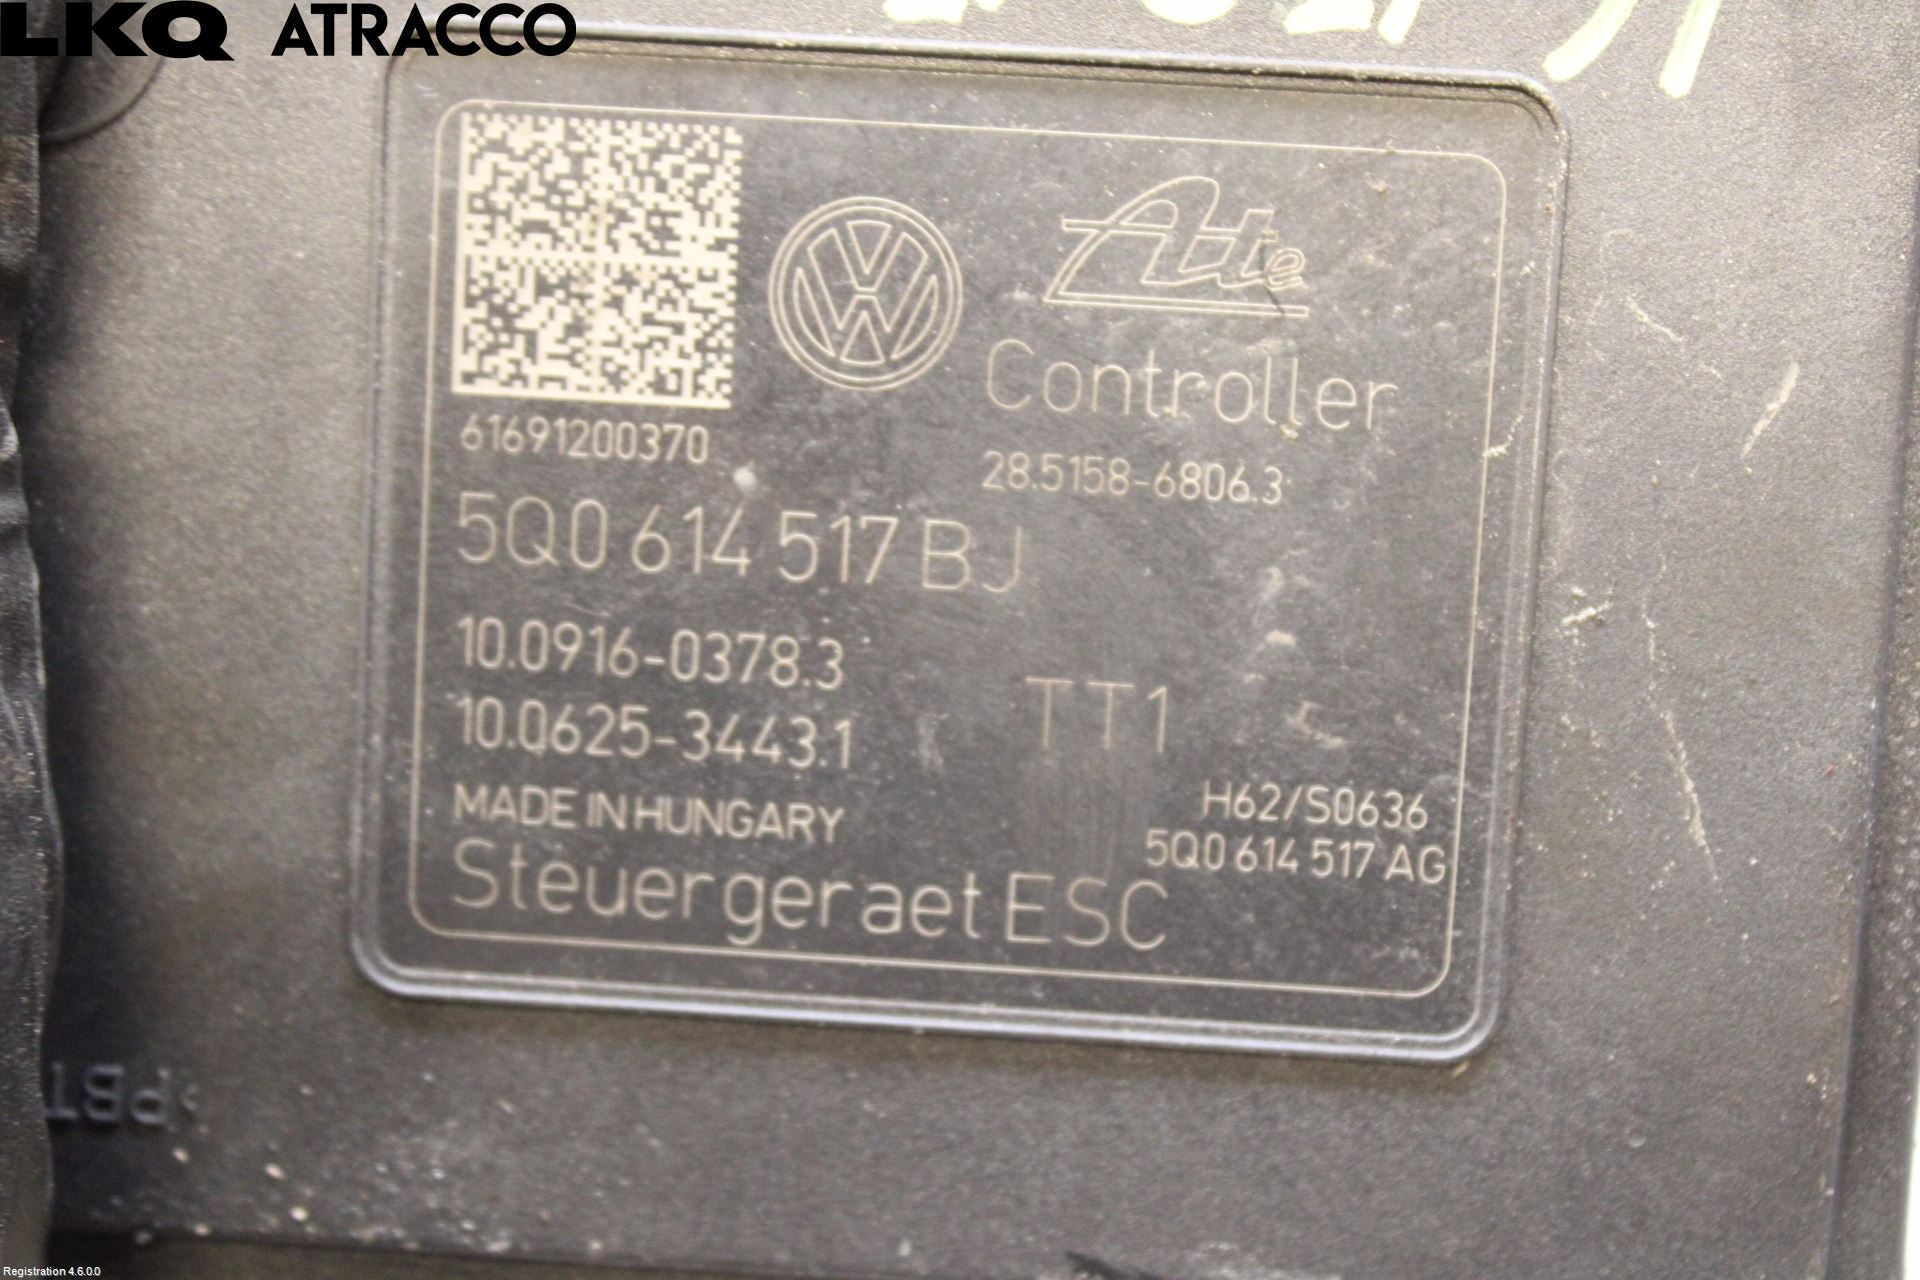 LKQ ATRACCO
Ate
Controller
61691200370
28.5158-6806.3
5Q0 614 517 BJ
10.0916-0378.3
10.0625-3443.1
TT1
MADE IN HUNGARY
H62/S0636
5Q0 614 517 AG
Steuergeraet ESC
>PBT
Registration 4.6.0.0